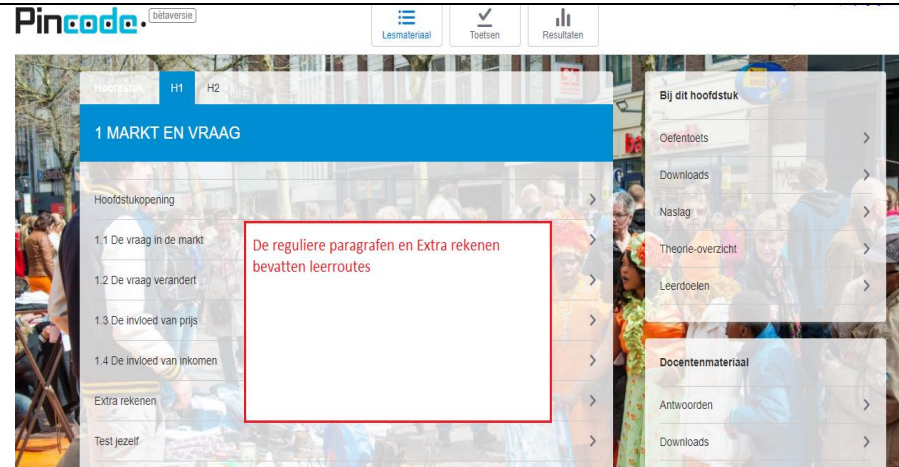 Pincode.
bètaversie
Lesmateriaal
Toetsen
Resultaten
Hoofdstuk
H1
H2
1 MARKT EN VRAAG
Hoofdstukopening
1.1 De vraag in de markt
1.2 De vraag verandert
1.3 De invloed van prijs
1.4 De invloed van inkomen
Extra rekenen
Test jezelf
De reguliere paragrafen en Extra rekenen
bevatten leerroutes
Bij dit hoofdstuk
Oefentoets
Downloads
Naslag
Theorie-overzicht
Leerdoelen
Docentenmateriaal
Antwoorden
Downloads